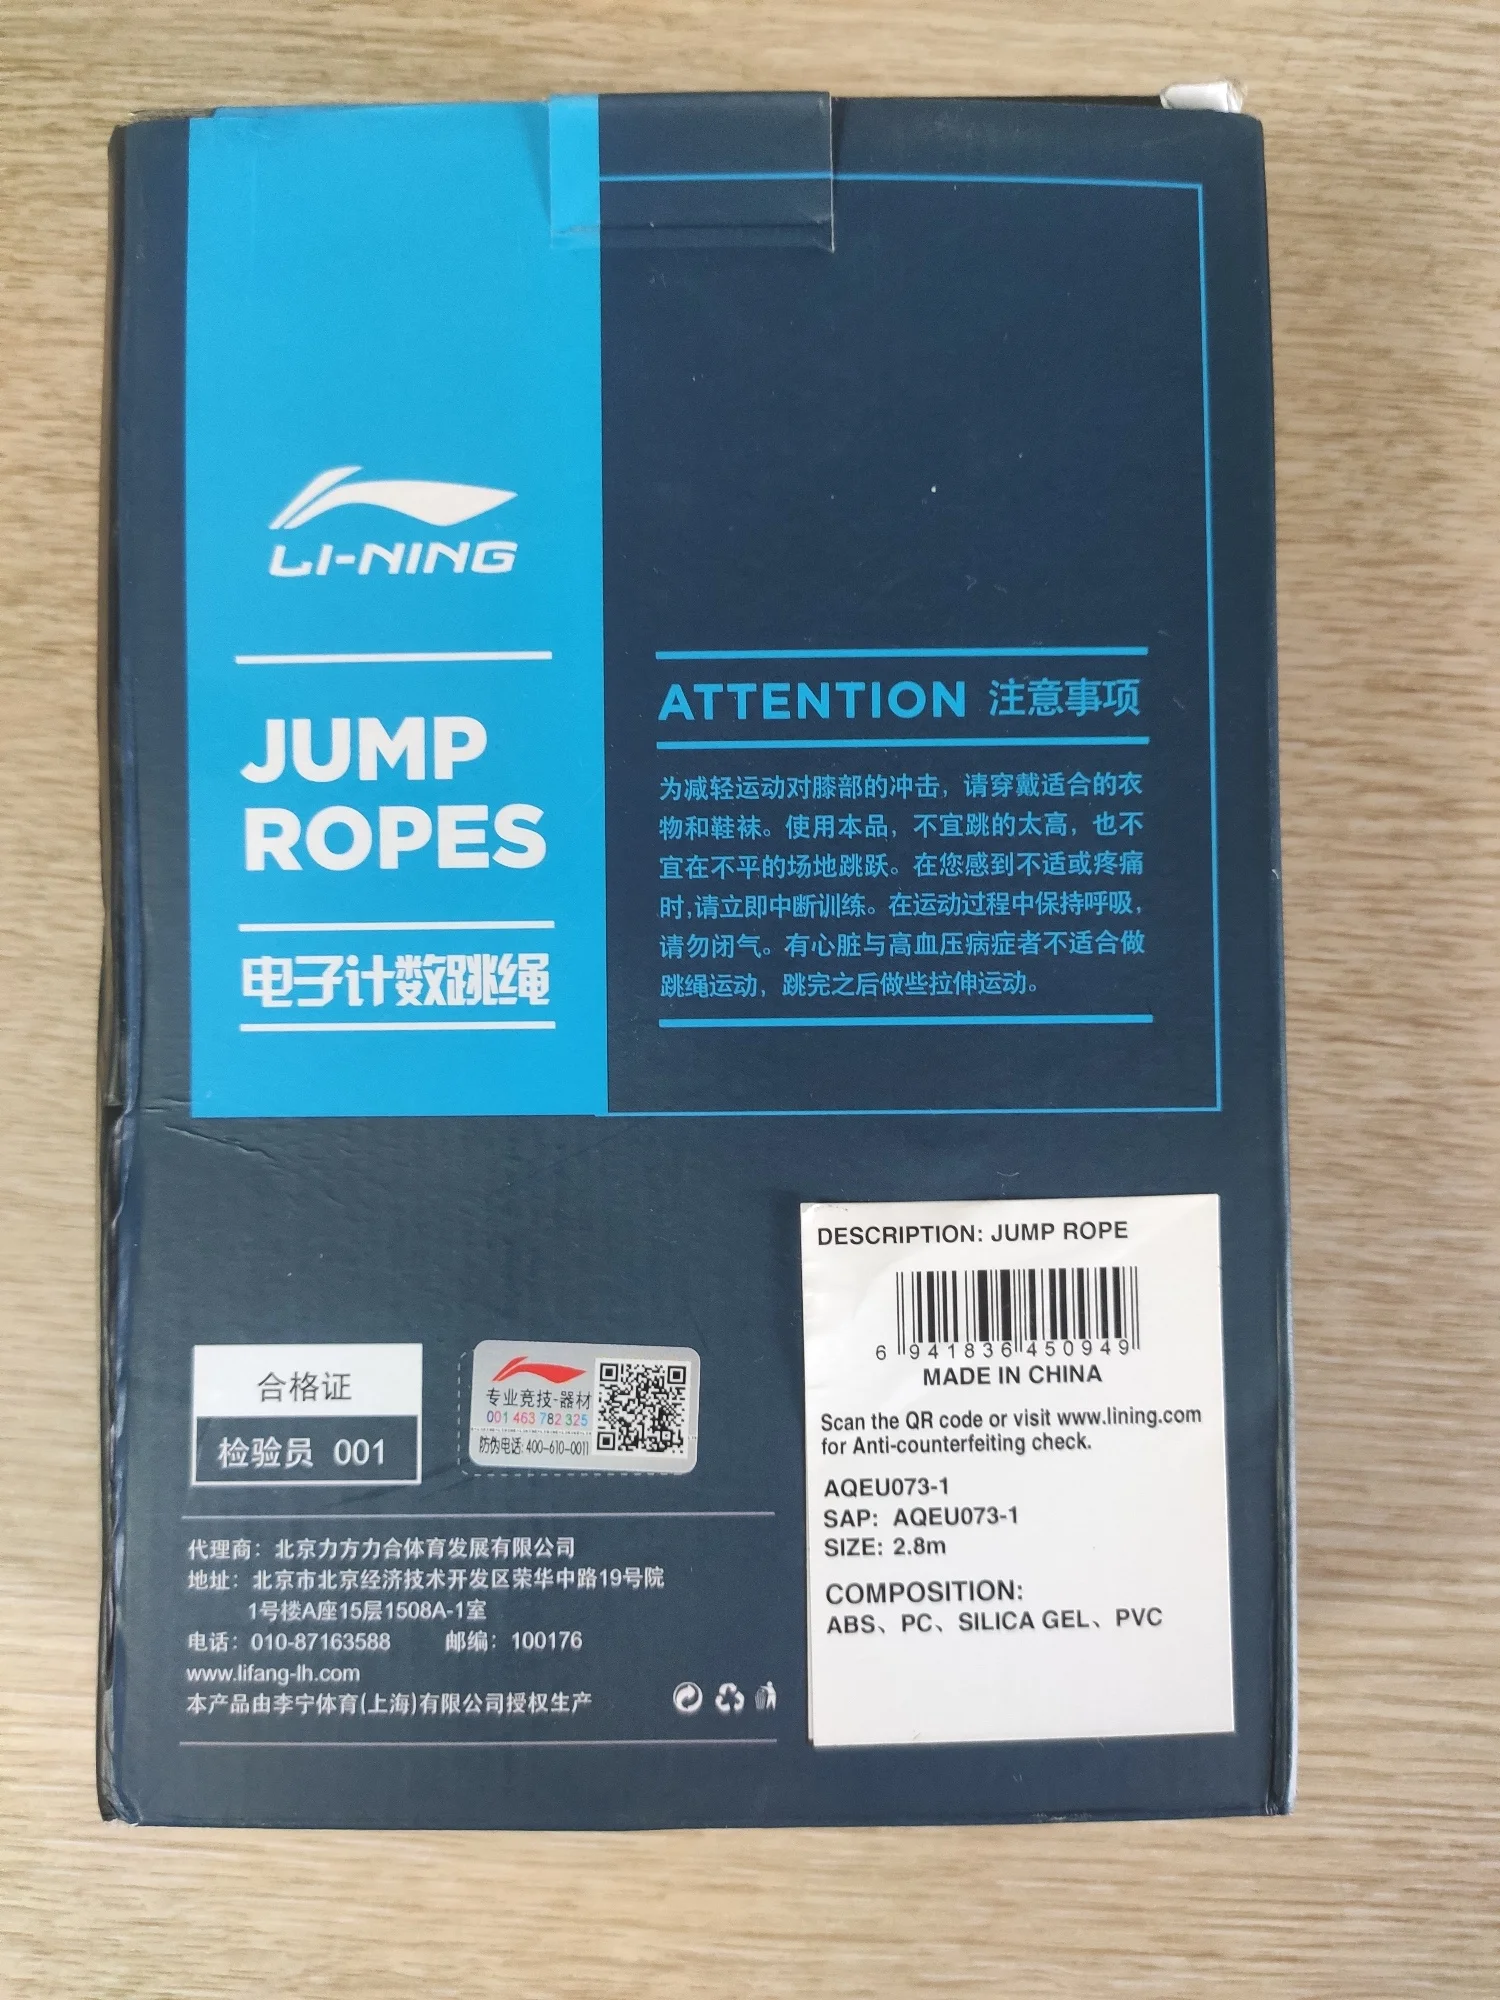 LI-NING
JUMP
ROPES
电子计数跳绳
ATTENTION 注意事项
为减轻运动对膝部的冲击，请穿戴适合的衣
物和鞋袜。使用本品，不宜跳的太高，也不
宜在不平的场地跳跃。在您感到不适或疼痛
时,请立即中断训练。在运动过程中保持呼吸,
请勿闭气。有心脏与高血压病症者不适合做
跳绳运动，跳完之后做些拉伸运动。
合格证
检验员 001
专业竞技-器材
001 463 782 325
防伪电话: 400-610-0011
代理商：北京力方力合体育发展有限公司
地址：北京市北京经济技术开发区荣华中路19号院
1号楼A座15层1508A-1室
电话：010-87163588 邮编：100176
www.lifang-lh.com
本产品由李宁体育(上海)有限公司授权生产
DESCRIPTION: JUMP ROPE
6 941836 450949
MADE IN CHINA
Scan the QR code or visit www.lining.com
for Anti-counterfeiting check.
AQEU073-1
SAP: AQEU073-1
SIZE: 2.8m
COMPOSITION:
ABS、PC、SILICA GEL、PVC